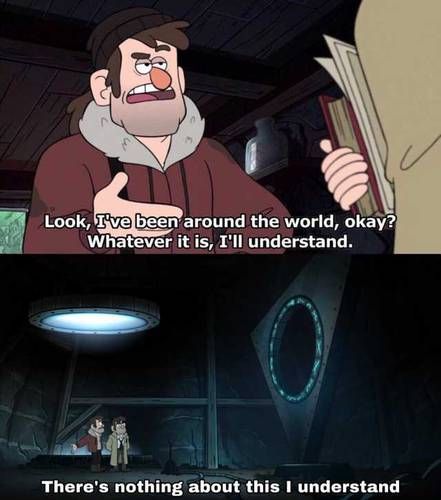 Look, I've been around the world, okay?
Whatever it is, I'll understand.
There's nothing about this I understand